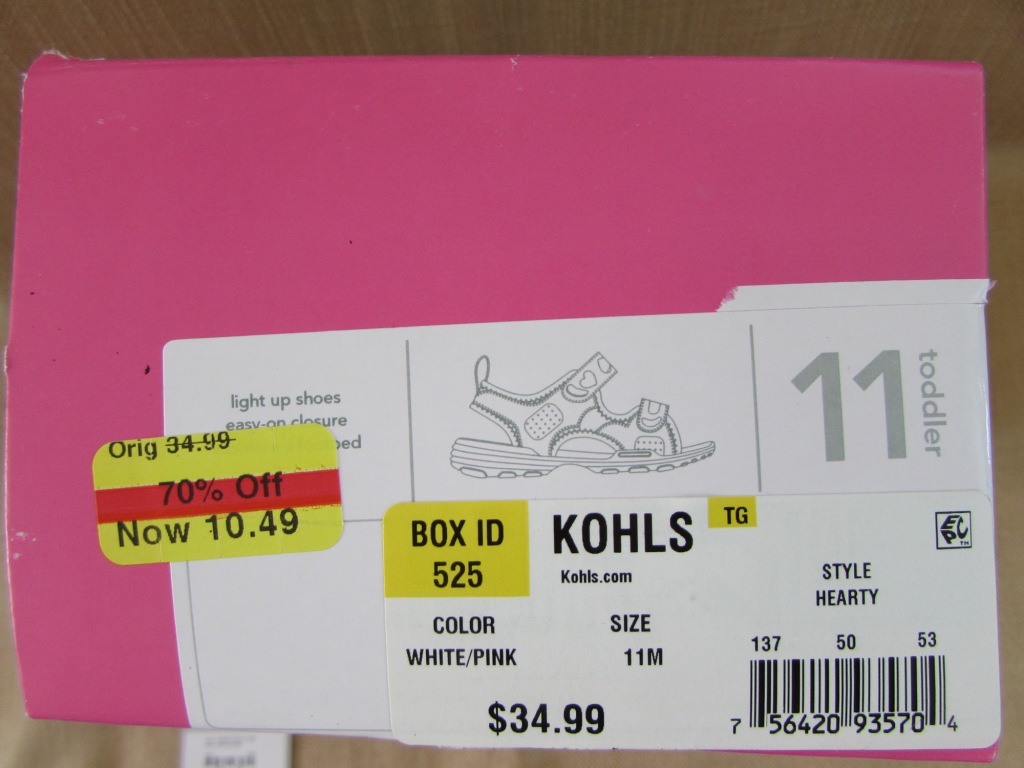 light up shoes
easy-on closure
11
toddler
Orig 34.99
70% Off
Now 10.49
BOX ID
525
KOHLS
TG
Kohls.com
EPC
TM
STYLE
HEARTY
COLOR
WHITE/PINK
SIZE
11M
137 50 53
$34.99
7 56420 93570 4